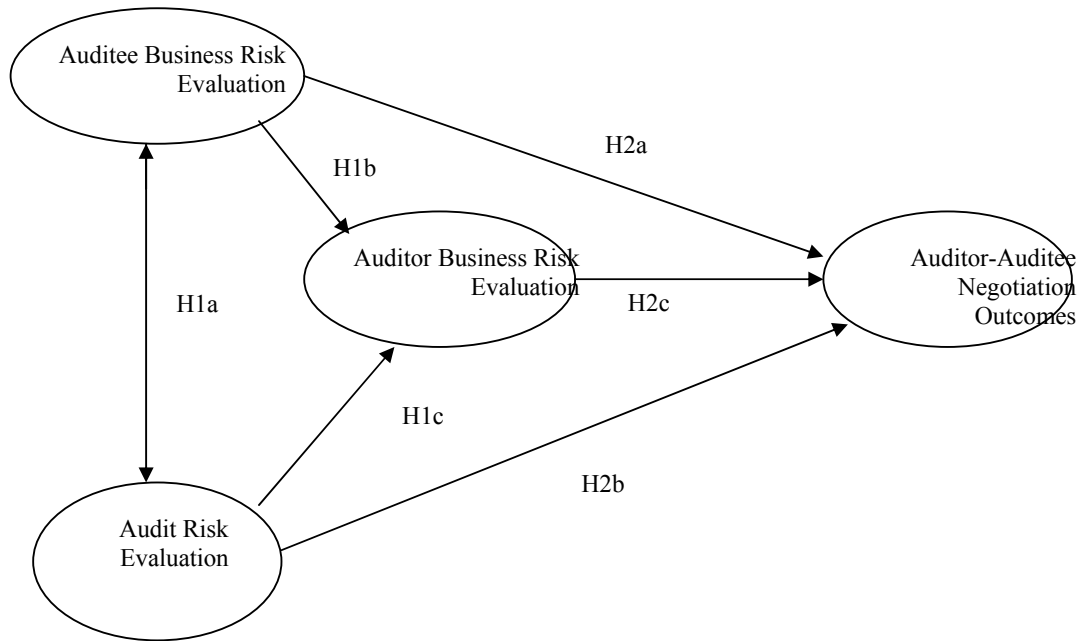 Auditee Business Risk
Evaluation
H2a
H1b
Auditor Business Risk
Evaluation
Auditor-Auditee
Negotiation
Outcomes
H1a
H2c
H1c
H2b
Audit Risk
Evaluation